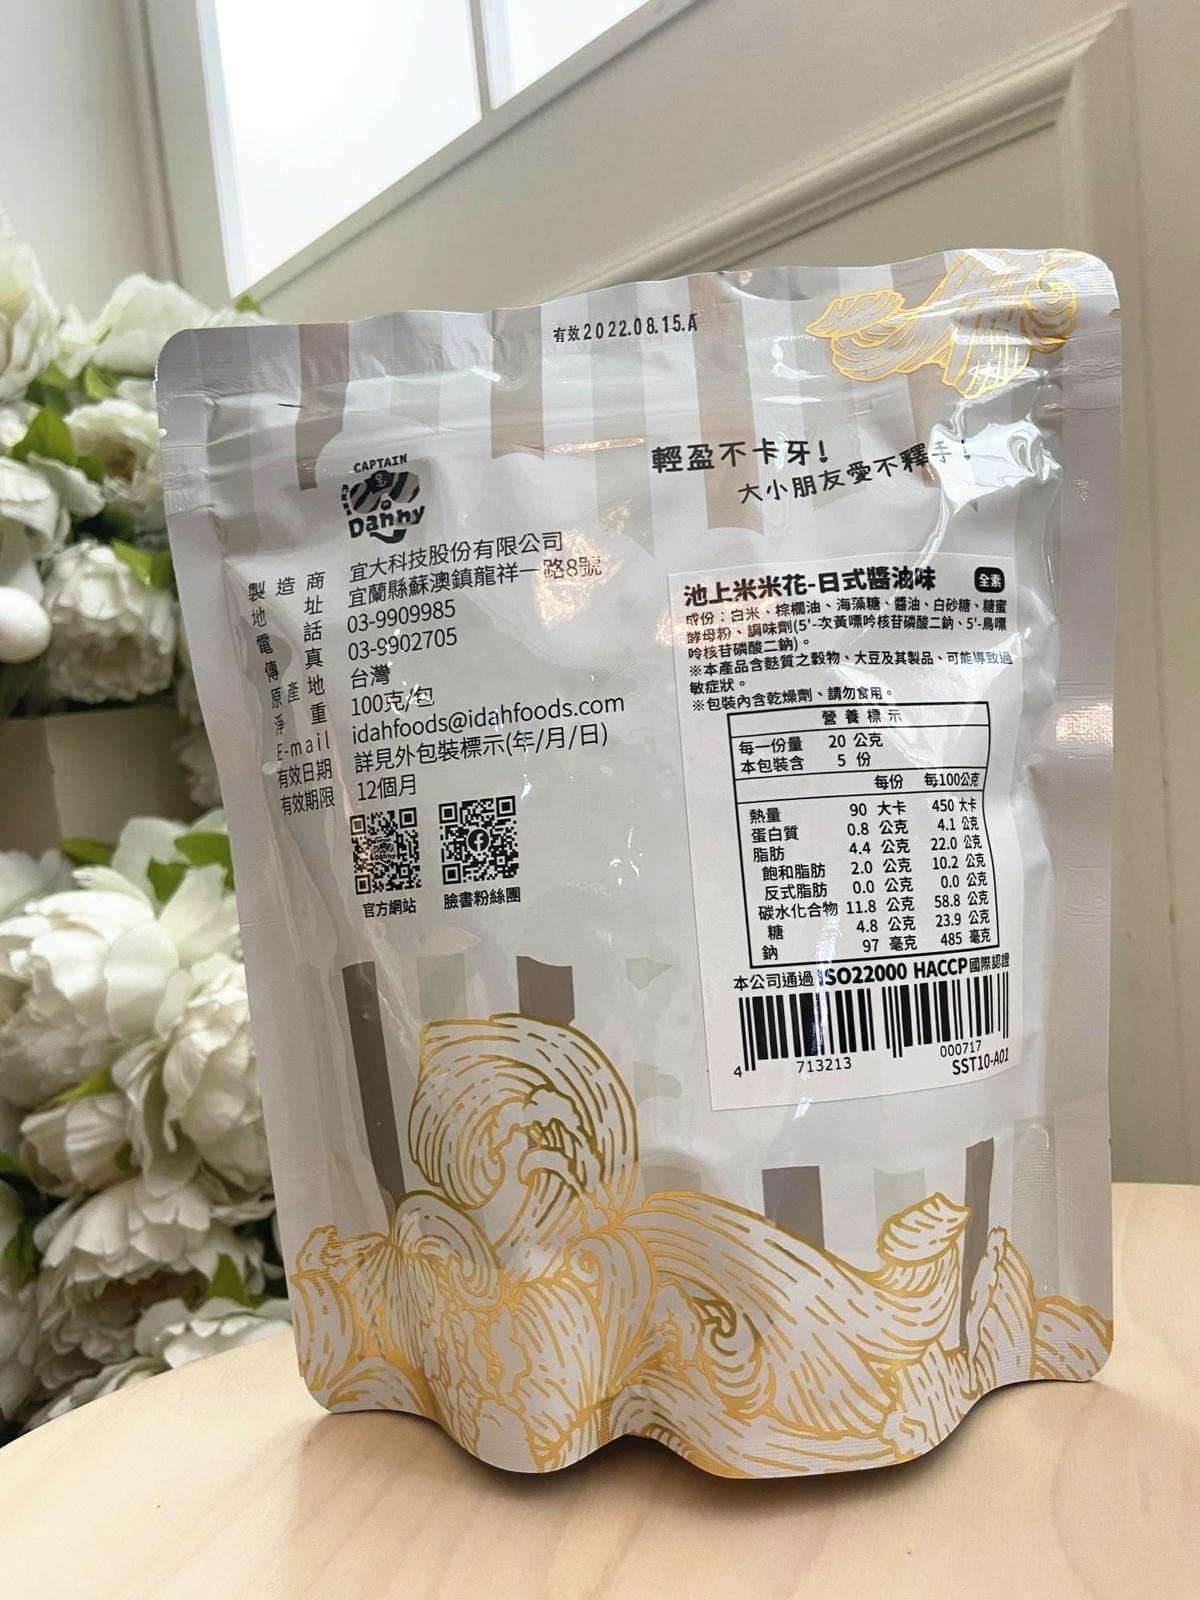 有效2022.08.15.A
CAPTAIN
Danny
輕盈不卡牙!
大小朋友愛不釋手!
製造商 宜大科技股份有限公司
地址 宜蘭縣蘇澳鎮龍祥一路8號
電話 03-9909985
傳真 03-9902705
原產地 台灣
淨重 100克/包
E-mail idahfoods@idahfoods.com
有效日期 詳見外包裝標示(年/月/日)
有效期限 12個月
官方網站 臉書粉絲團
池上米米花-日式醬油味 全素
成份:白米、棕櫚油、海藻糖、醬油、白砂糖、糖蜜
酵母粉、調味劑(5'-次黃嘌呤核苷磷酸二鈉、5'-鳥嘌
呤核苷磷酸二鈉)。
※本產品含麩質之穀物、大豆及其製品、可能導致過
敏症狀。
※包裝內含乾燥劑、請勿食用。
營養標示
每一份量 20 公克
本包裝含 5 份
每份 每100公克
熱量 90 大卡 450 大卡
蛋白質 0.8 公克 4.1 公克
脂肪 4.4 公克 22.0 公克
飽和脂肪 2.0 公克 10.2 公克
反式脂肪 0.0 公克 0.0 公克
碳水化合物 11.8 公克 58.8 公克
糖 4.8 公克 23.9 公克
鈉 97 毫克 485 毫克
本公司通過 ISO22000 HACCP 國際認證
4 713213 000717
SST10-A01